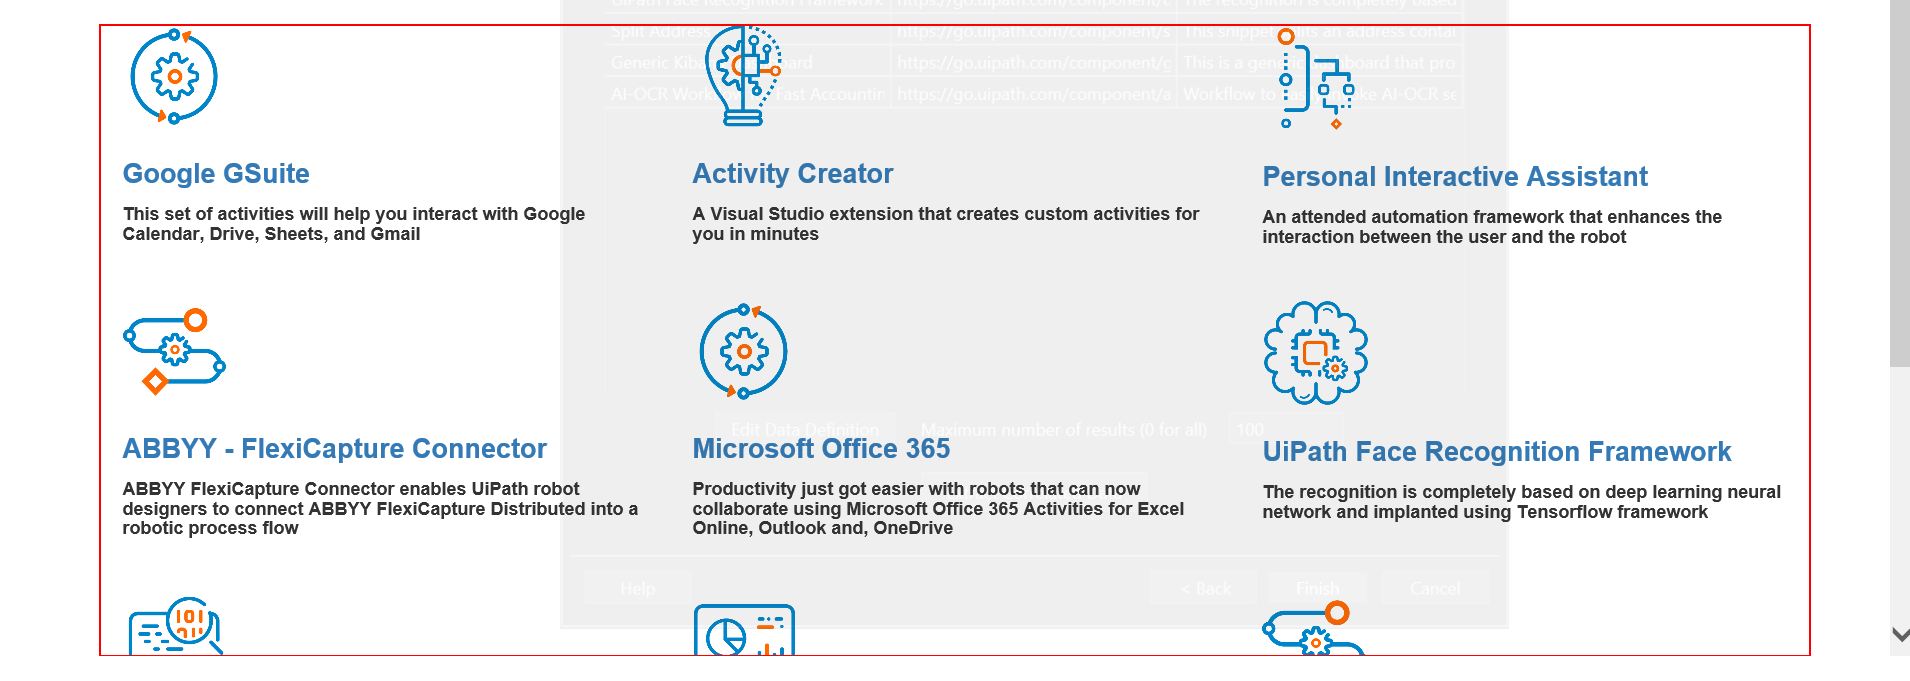 UiPath Face Recognition Framework https://go.uipath.com/component/ The recognition is completely based
Split Address https://go.uipath.com/component/s This snippet
its an address contai
Generic Kib
ard https://go.uipath.com/component/g This is a gen
board that pro
AI-OCR Work
Fast Accountin https://go.uipath.com/component/a Workflow to
ke AI-OCR se
Google GSuite
This set of activities will help you interact with Google
Calendar, Drive, Sheets, and Gmail
Activity Creator
A Visual Studio extension that creates custom activities for
you in minutes
Personal Interactive Assistant
An attended automation framework that enhances the
interaction between the user and the robot
Edit Data Definition Maximum number of results (0 for all) 100
ABBYY - FlexiCapture Connector
ABBYY FlexiCapture Connector enables UiPath robot
designers to connect ABBYY FlexiCapture Distributed into a
robotic process flow
Microsoft Office 365
Productivity just got easier with robots that can now
collaborate using Microsoft Office 365 Activities for Excel
Online, Outlook and, OneDrive
UiPath Face Recognition Framework
The recognition is completely based on deep learning neural
network and implanted using Tensorflow framework
Help < Back Finish Cancel